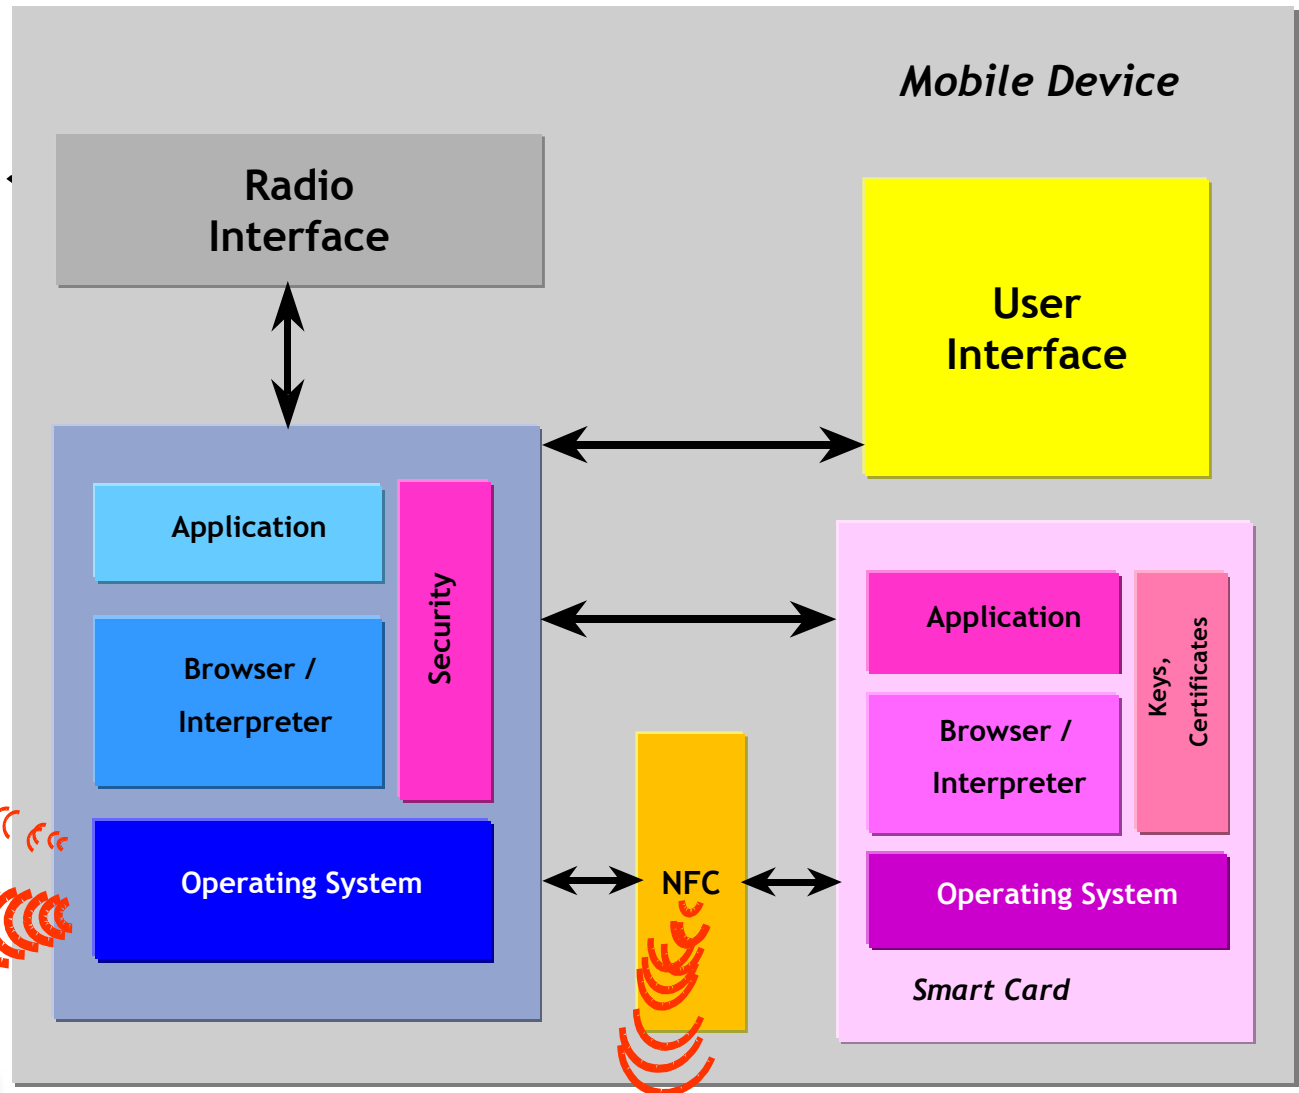 Mobile Device
Radio
Interface
User
Interface
Application
Security
Browser /
Interpreter
Operating System
NFC
Application
Keys,
Certificates
Browser /
Interpreter
Operating System
Smart Card